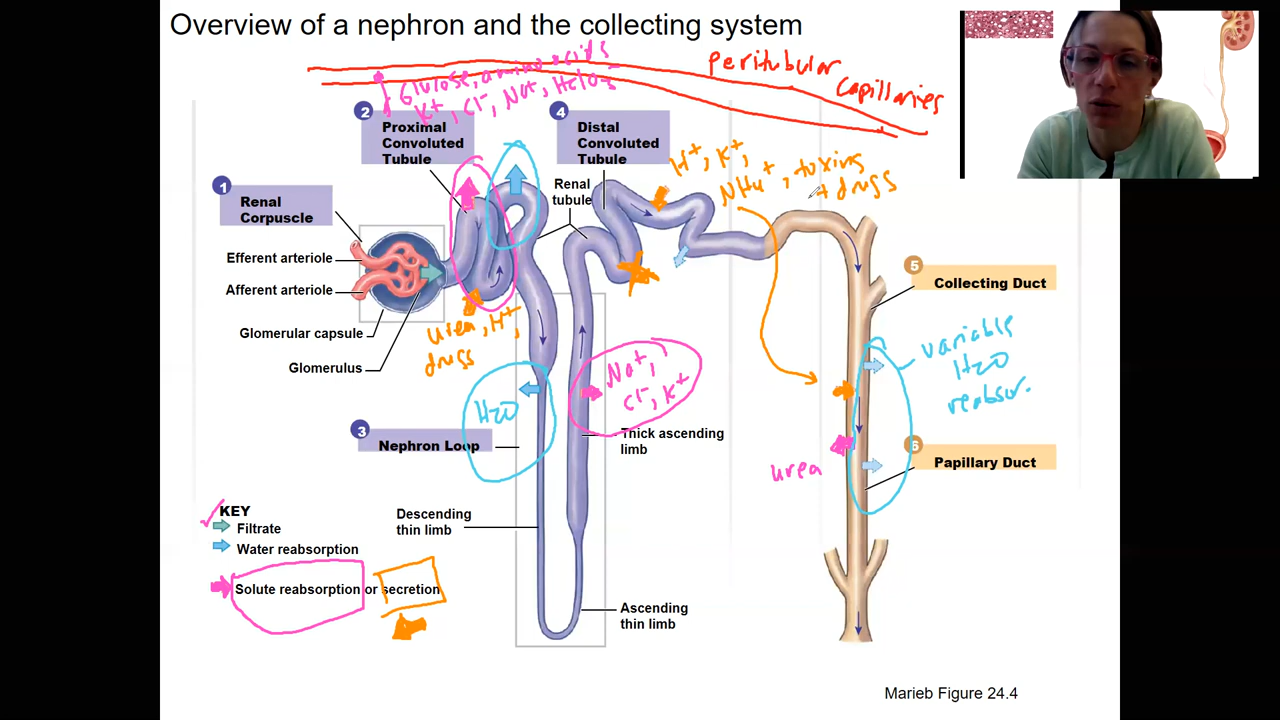 Overview of a nephron and the collecting system
Peritubular
Capillaries
Glucose, amino acids
K+, Cl-, Na+, HCO3-
2
Proximal
Convoluted
Tubule
4
Distal
Convoluted
Tubule
H+, K+,
NH4+, toxins
+ drugs
1
Renal
Corpuscle
Renal
tubule
Efferent arteriole
Afferent arteriole
Glomerular capsule
Glomerulus
urea, H+,
drugs
5
Collecting Duct
variable
H2O
reabsor.
Na+,
Cl-, K+
H2O
3
Nephron Loop
Thick ascending
limb
6
Papillary Duct
urea
KEY
Filtrate
Water reabsorption
Solute reabsorption or secretion
Descending
thin limb
Ascending
thin limb
Marieb Figure 24.4